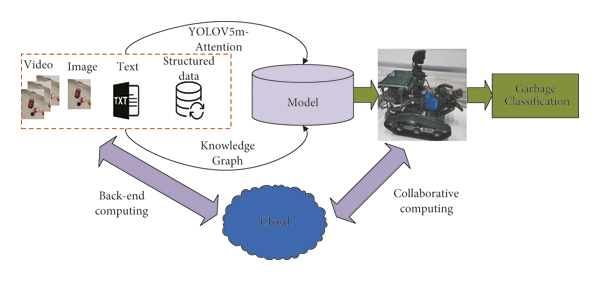 YOLOV5m-
Attention
Video
Image
Text
Structured
data
TXT
Model
Garbage
Classification
Knowledge
Graph
Back-end
computing
Cloud
Collaborative
computing